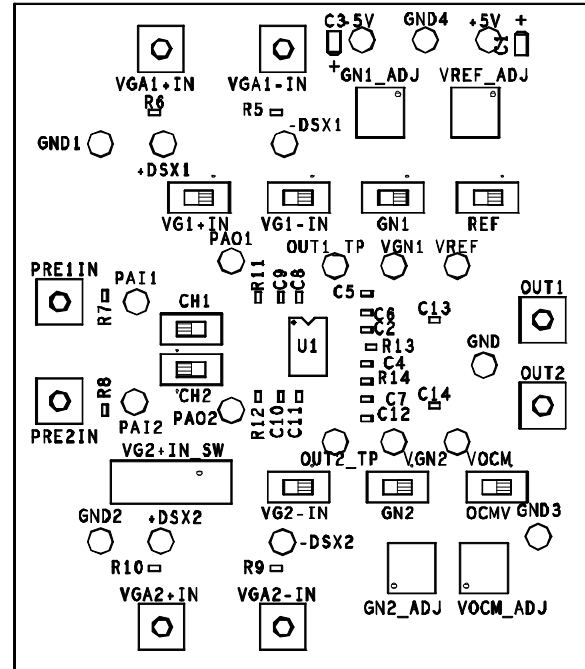 C3 -5V GND4 +5V +
C1
+
VGA1+IN VGA1-IN GN1_ADJ VREF_ADJ
R6 R5
GND1 +DSX1 -DSX1
VG1+IN VG1-IN GN1 REF
PAO1 OUT1_TP VGN1 VREF
PRE1IN PAI1 R11 C9 C8 C5 OUT1
R7 CH1 C6 C13
C2
U1 R13 GND
C4
CH2 R14 OUT2
R8 C7 C14
PAI2 PAO2 R12 C10 C11 C12
PRE2IN
VG2+IN_SW OUT2_TP VGN2 VOCM
GND2 +DSX2 VG2-IN GN2 OCMV GND3
-DSX2
R10 R9
VGA2+IN VGA2-IN GN2_ADJ VOCM_ADJ